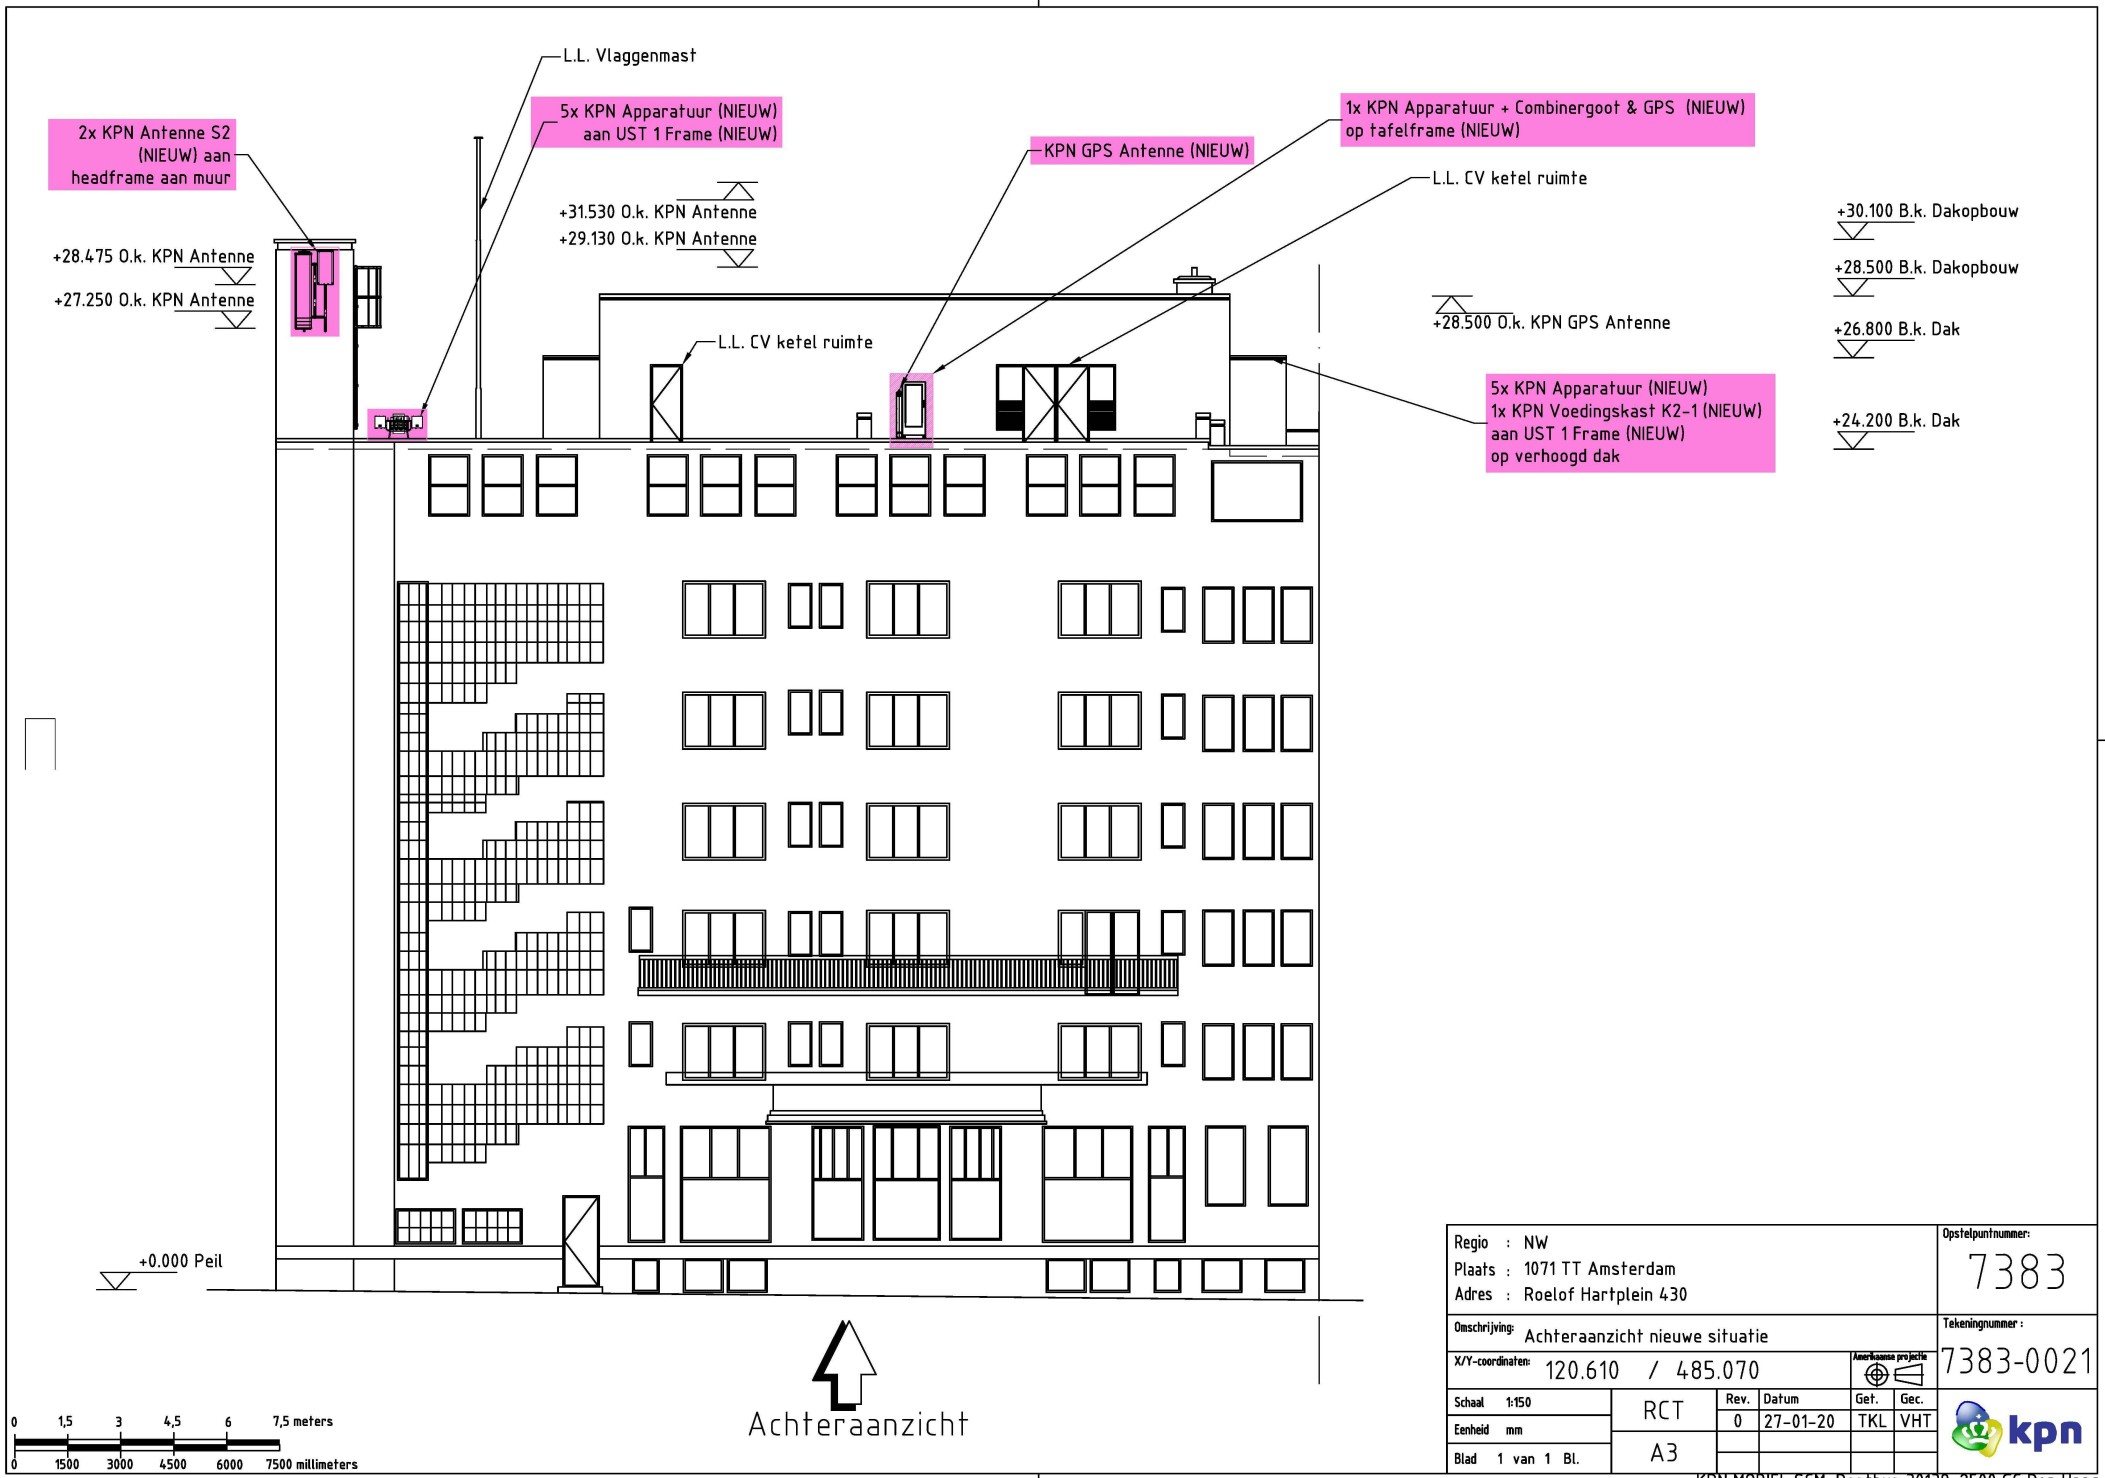 L.L. Vlaggenmast
5x KPN Apparatuur (NIEUW)
aan UST 1 Frame (NIEUW)
2x KPN Antenne S2
(NIEUW) aan
headframe aan muur
1x KPN Apparatuur + Combinergoot & GPS (NIEUW)
op tafelframe (NIEUW)
KPN GPS Antenne (NIEUW)
L.L. CV ketel ruimte
+31.530 O.k. KPN Antenne
+29.130 O.k. KPN Antenne
+28.475 O.k. KPN Antenne
+27.250 O.k. KPN Antenne
+30.100 B.k. Dakopbouw
+28.500 B.k. Dakopbouw
+28.500 O.k. KPN GPS Antenne
+26.800 B.k. Dak
L.L. CV ketel ruimte
5x KPN Apparatuur (NIEUW)
1x KPN Voedingskast K2-1 (NIEUW)
aan UST 1 Frame (NIEUW)
op verhoogd dak
+24.200 B.k. Dak
+0.000 Peil
Achteraanzicht
0 1,5 3 4,5 6 7,5 meters
0 1500 3000 4500 6000 7500 millimeters
Regio : NW
Plaats : 1071 TT Amsterdam
Adres : Roelof Hartplein 430
Opstelpuntnummer:
7383
Omschrijving: Achteraanzicht nieuwe situatie
Tekeningnummer :
7383-0021
X/Y-coordinaten: 120.610 / 485.070
Amerikaanse projectie
Schaal 1:150
Eenheid mm
Blad 1 van 1 Bl.
RCT
A3
Rev. Datum Get. Gec.
0 27-01-20 TKL VHT
kpn